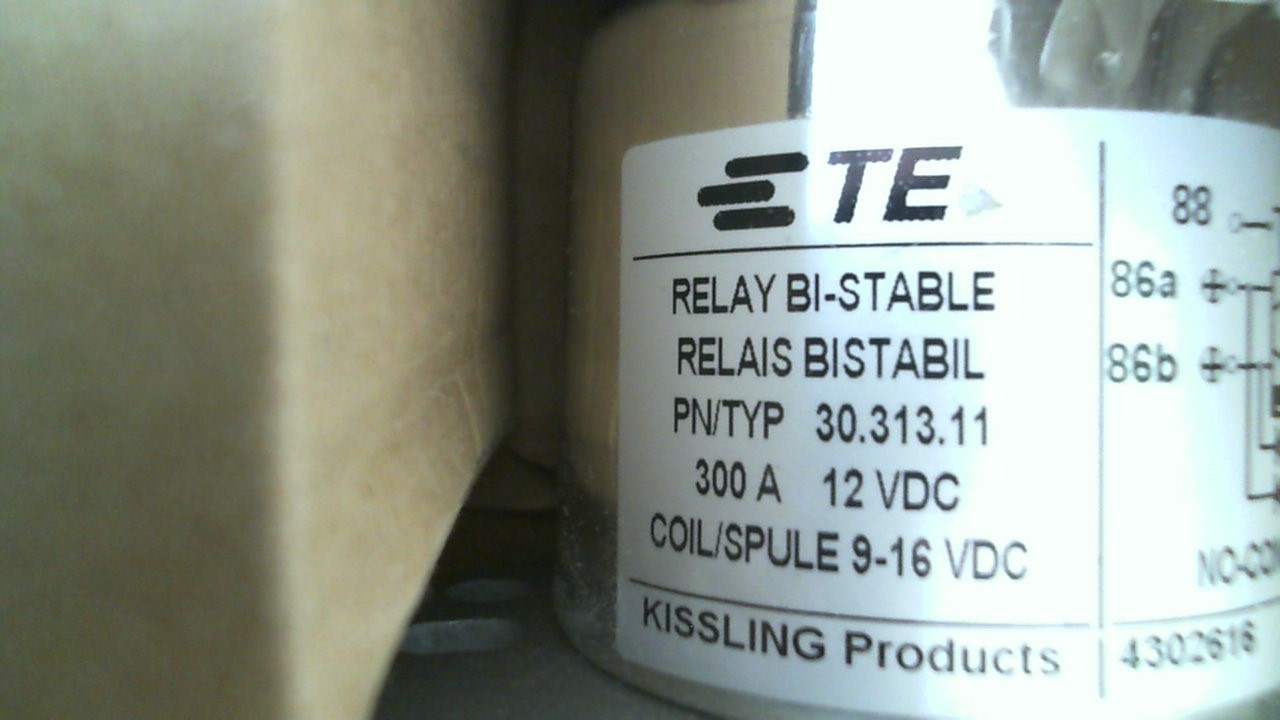 TE
RELAY BI-STABLE
RELAIS BISTABIL
PN/TYP 30.313.11
300 A 12 VDC
COIL/SPULE 9-16 VDC
KISSLING Products
88
86a
86b
4302616